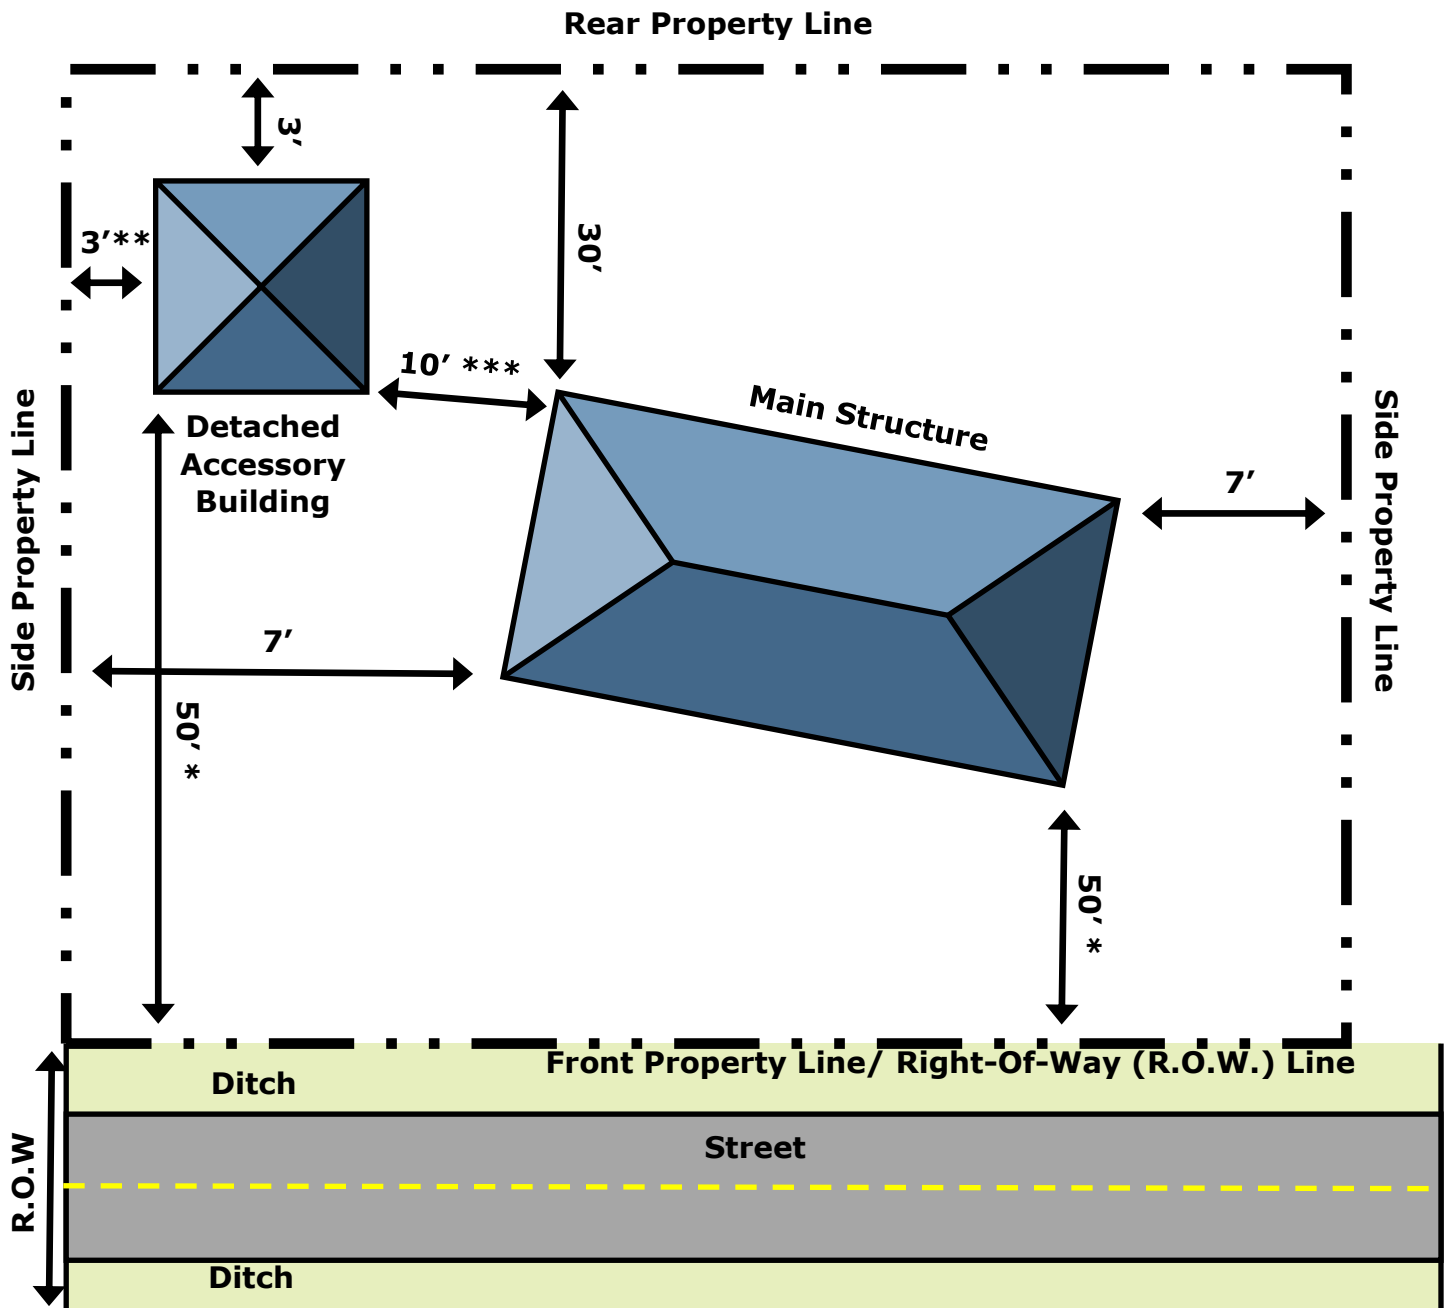 Rear Property Line
3’
3’**
30’
10’ ***
Main Structure
Detached
Accessory
Building
7’
Side Property Line
Side Property Line
7’
50’ *
50’ *
Front Property Line/ Right-Of-Way (R.O.W.) Line
Ditch
Street
R.O.W
Ditch